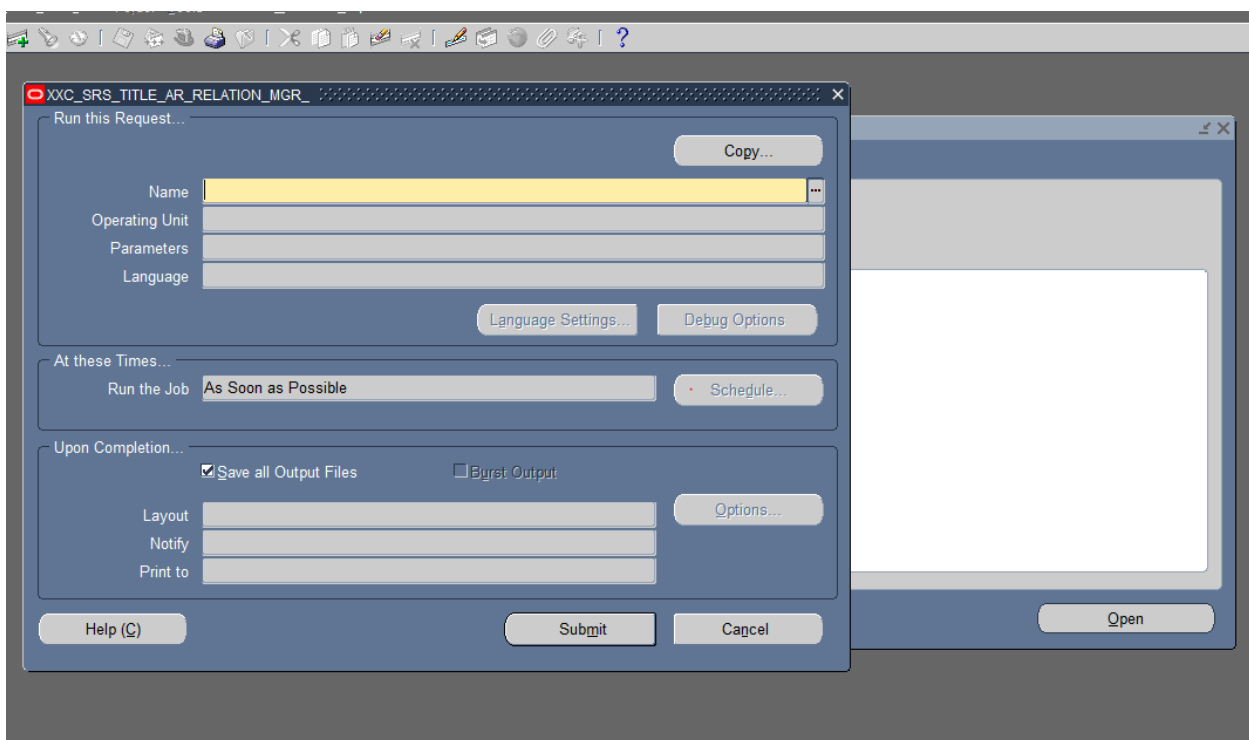 XXC_SRS_TITLE_AR_RELATION_MGR_
Run this Request...
Copy...
Name
Operating Unit
Parameters
Language
Language Settings...
Debug Options
At these Times...
Run the Job As Soon as Possible
Schedule...
Upon Completion...
Save all Output Files
Burst Output
Layout
Options...
Notify
Print to
Help (C)
Submit
Cancel
Open